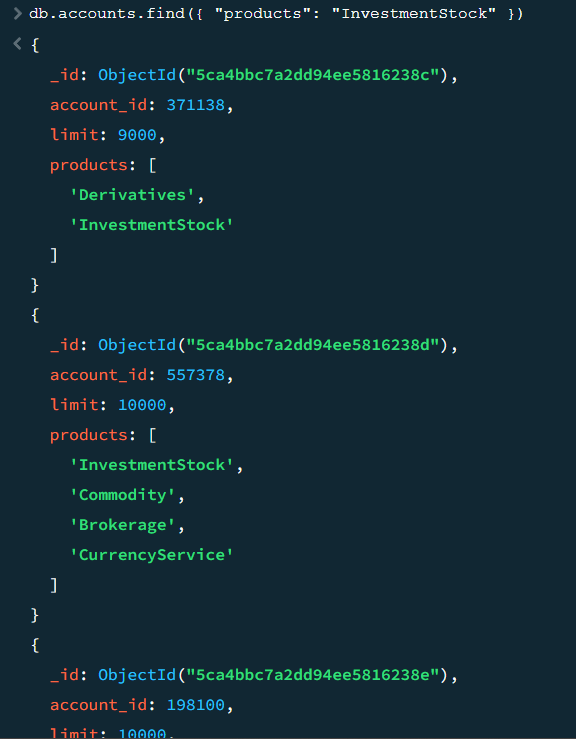 > db.accounts.find({ "products": "InvestmentStock" })
< {
_id: ObjectId("5ca4bbc7a2dd94ee5816238c"),
account_id: 371138,
limit: 9000,
products: [
'Derivatives',
'InvestmentStock'
]
}
{
_id: ObjectId("5ca4bbc7a2dd94ee5816238d"),
account_id: 557378,
limit: 10000,
products: [
'InvestmentStock',
'Commodity',
'Brokerage',
'CurrencyService'
]
}
{
_id: ObjectId("5ca4bbc7a2dd94ee5816238e"),
account_id: 198100,
limit: 10000,